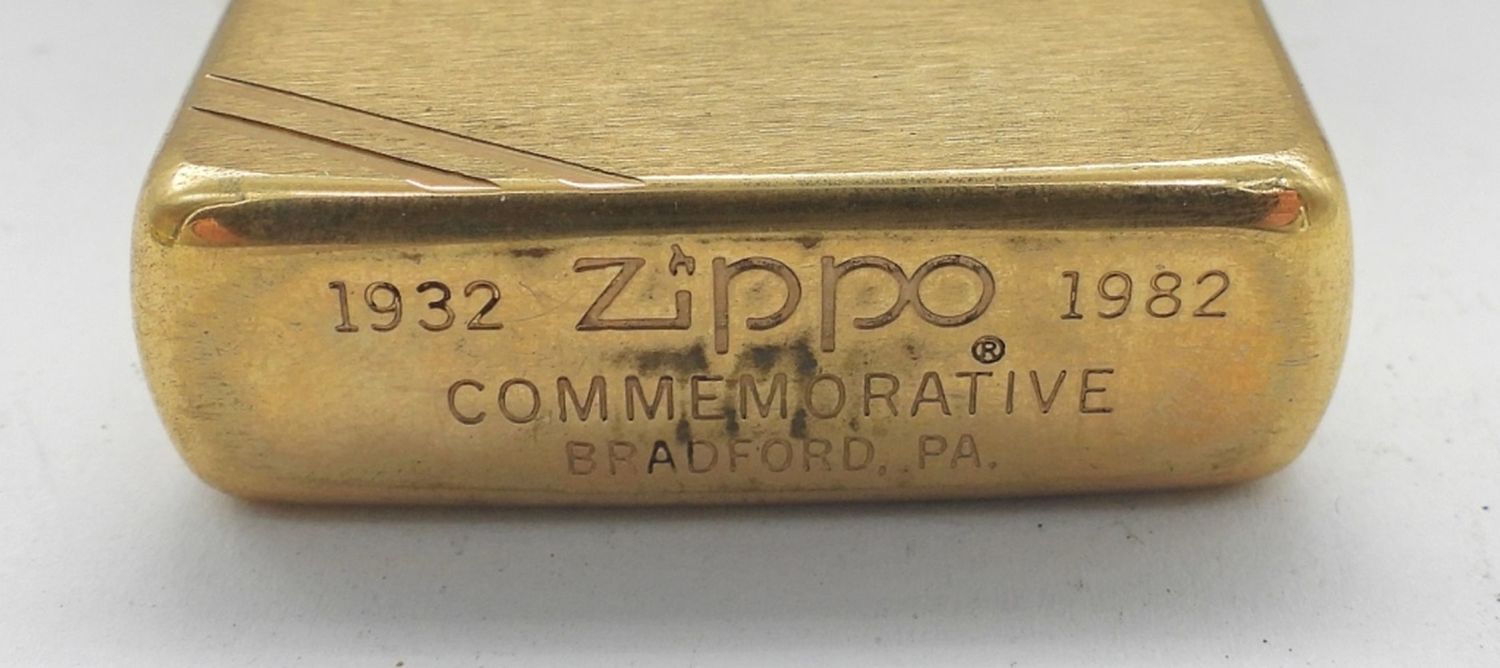 1932 Zippo® 1982
COMMEMORATIVE
BRADFORD, PA.